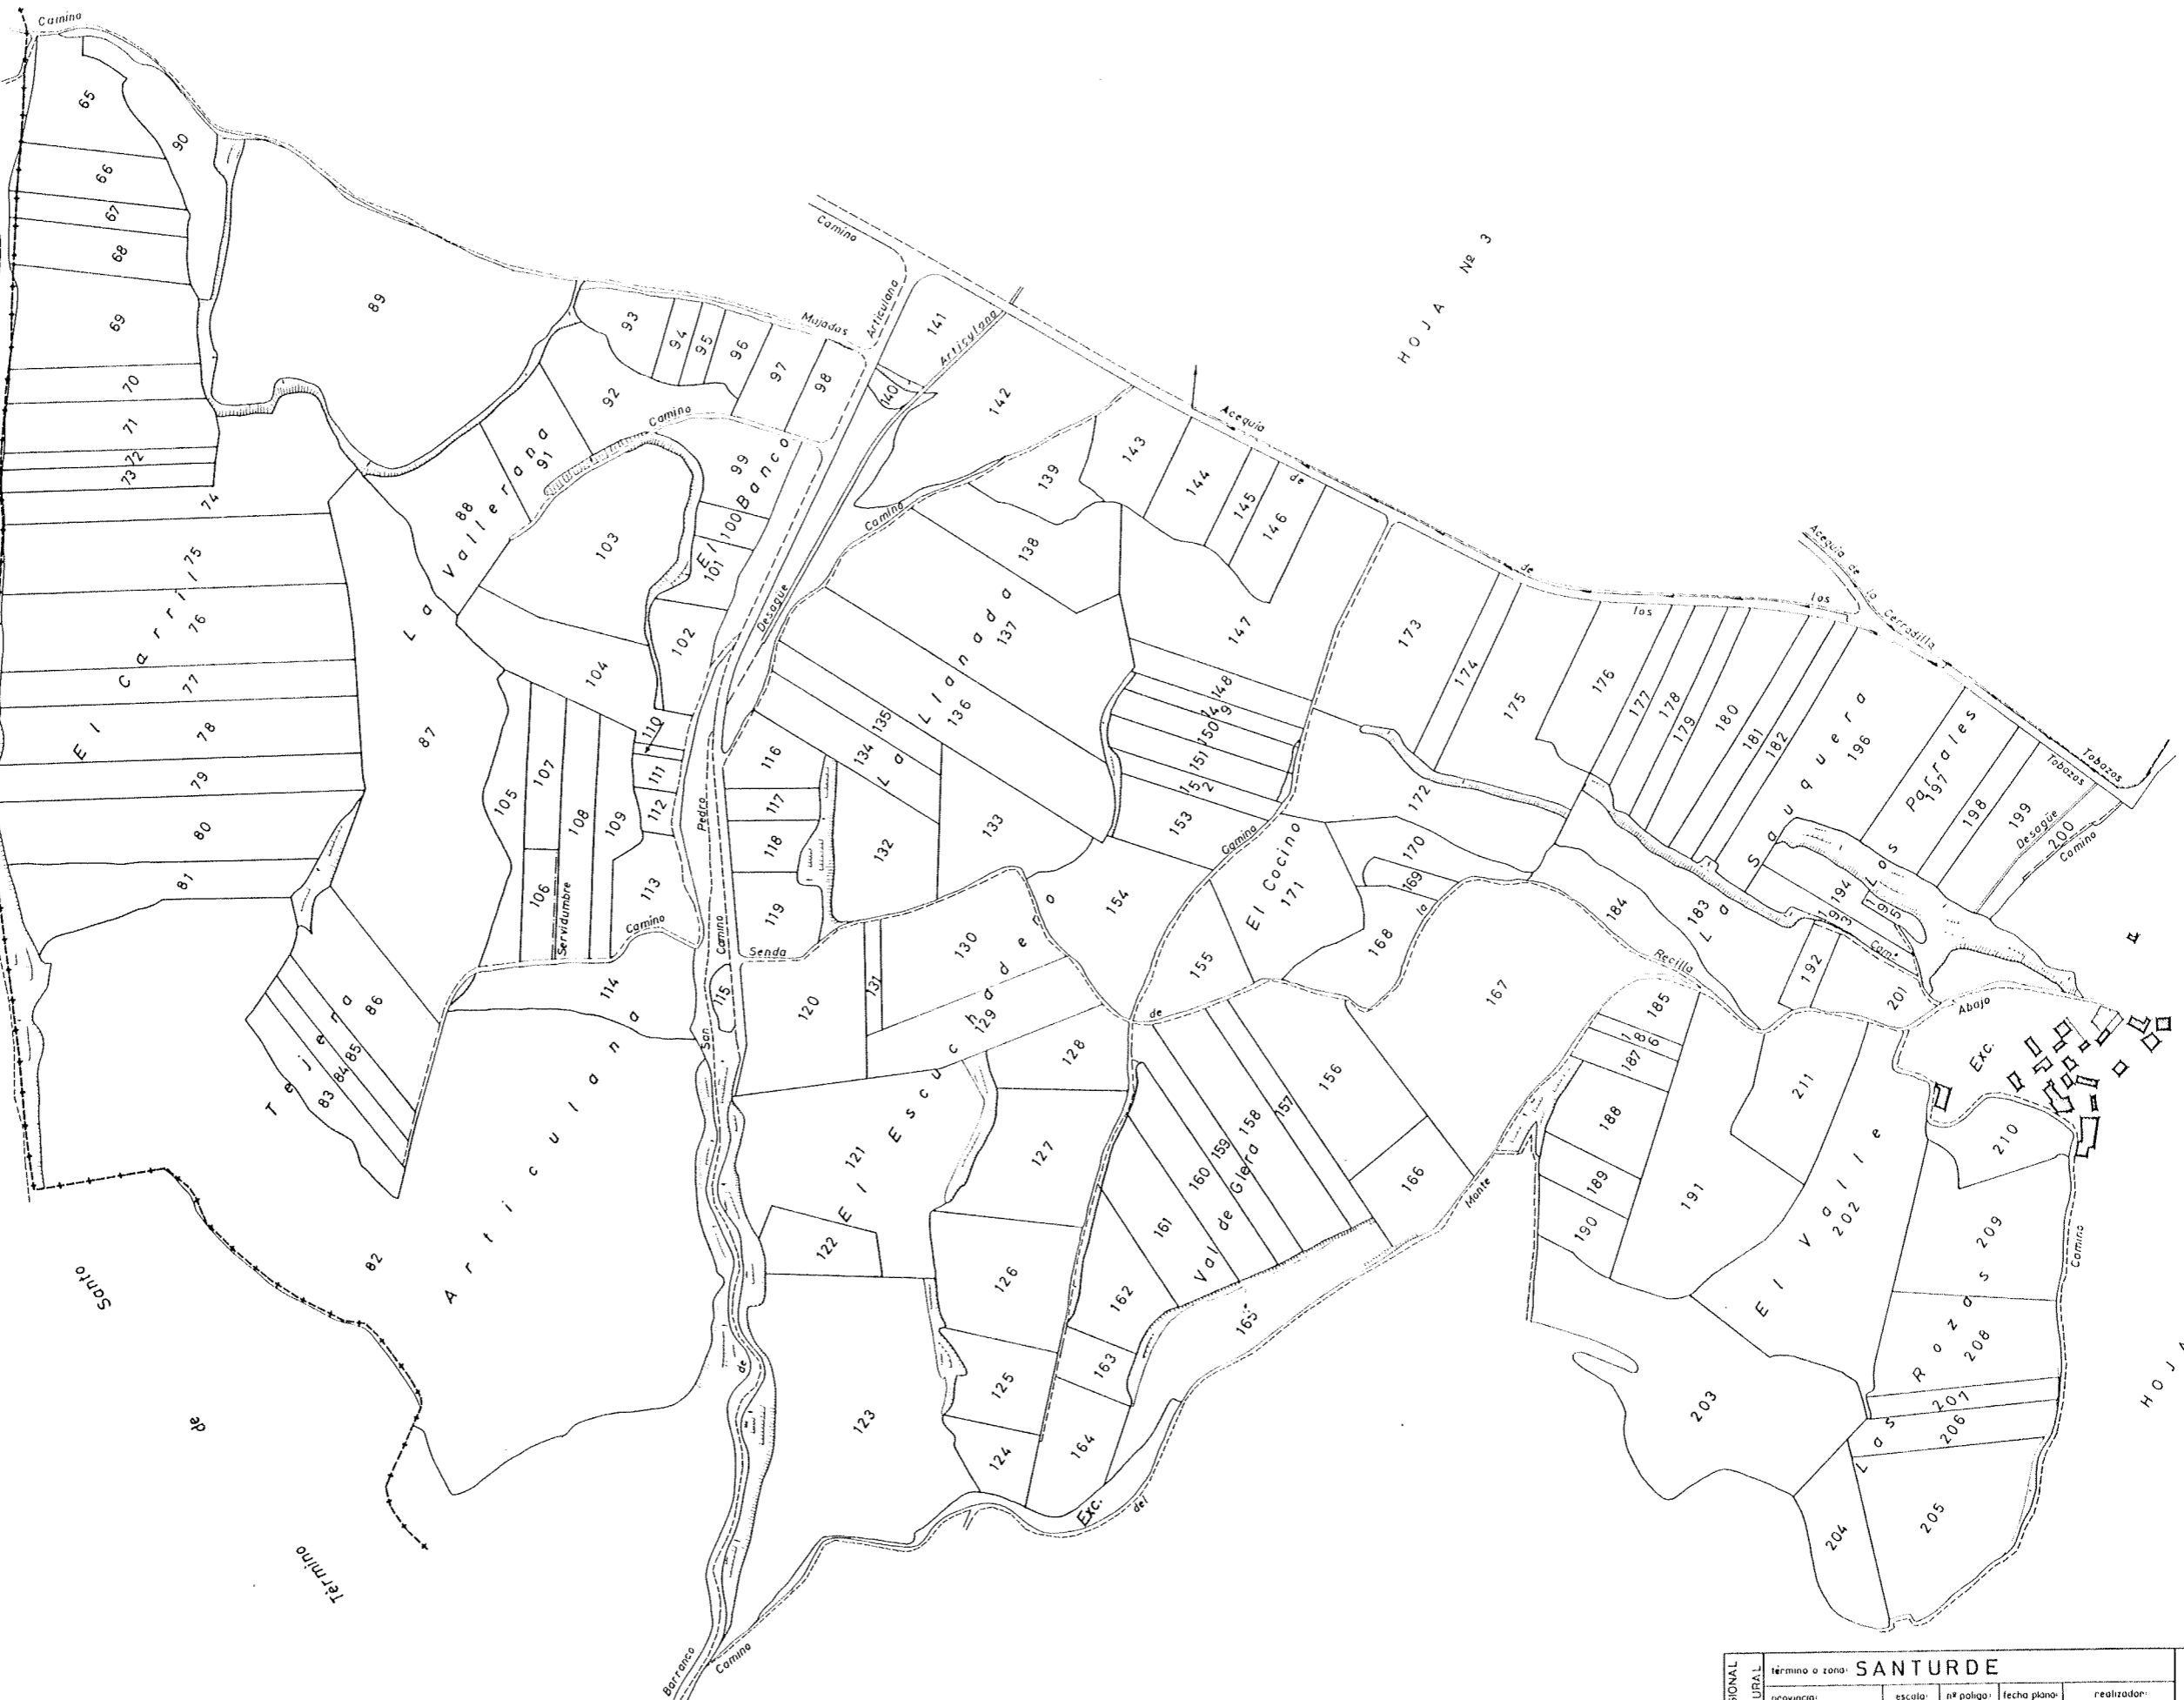 Camino
65
90
66
67
68
69
70
71
72
73
74
75
76
77
78
79
80
81
El Carril
89
88
87
La Vallerana
91
92
93
94
95
96
97
98
Majadas
Articulano
Camino
Camino
99
100
101
102
El Banco
103
104
105
106
107
108
109
110
111
112
113
114
115
Servidumbre
Camino
Desagüe
Pedro
San
Camino
Senda
86
85
84
83
Tejera
82
Articulana
Santo
de
Término
HOJA Nº 3
141
Articulano
140
142
139
143
144
145
146
147
Acequia
de
de
los
los
Camino
138
137
136
135
134
133
132
La Llanada
116
117
118
119
120
131
130
129
128
127
126
125
124
123
122
121
El Escuchadero
148
149
150
151
152
153
154
155
Camino
El Cocino
171
170
169
168
172
173
174
175
176
177
178
179
180
181
182
la
167
Recilla
184
183
de
156
157
158
159
160
161
162
163
164
165
166
Val de Glera
Monte
del
Exc.
de
Barranco
Camino
Acequia de la Cerradilla
La Sauquera
196
Los Parrales
197
198
199
200
Tobazos
Tobazos
Desagüe
Camino
194
195
193
192
Camº
201
Abajo
Exc.
185
186
187
188
189
190
191
211
El Valle
202
203
204
205
206
207
208
209
210
Las Rozas
Camino
HOJA
término o zona: SANTURDE
provincia:
escala:
nº polígo:
fecha plano:
realizador: